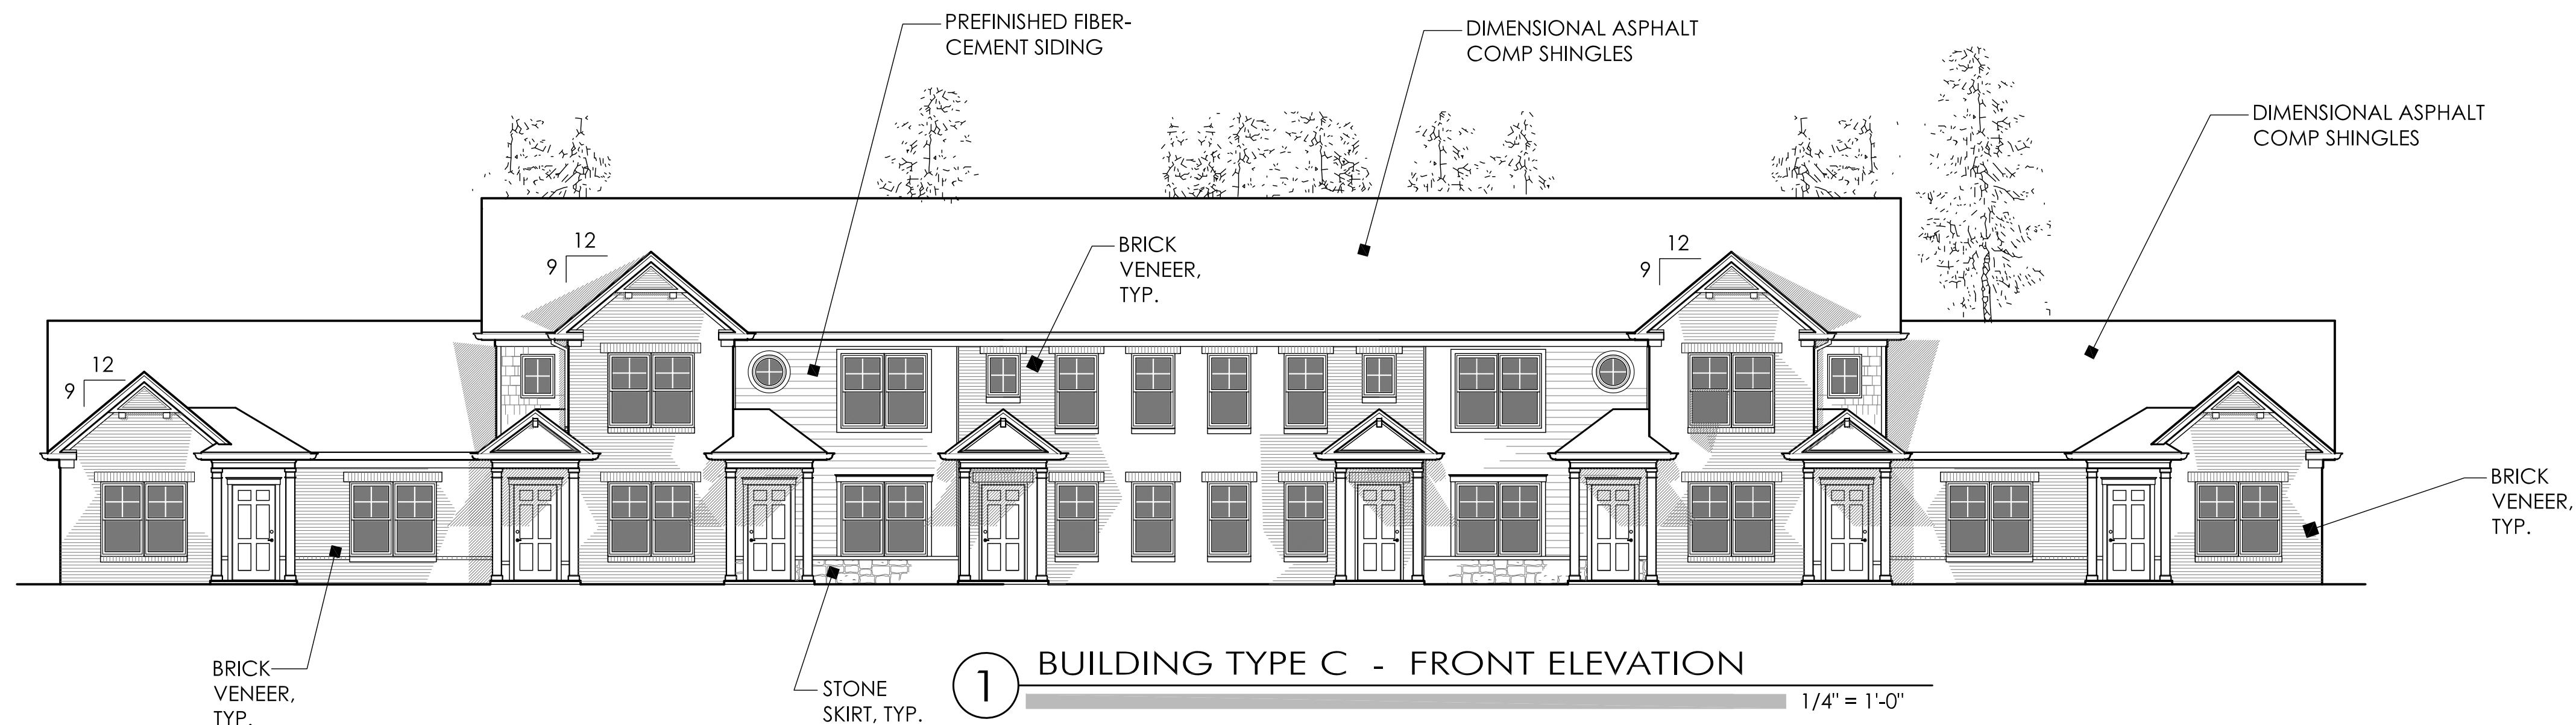 PREFINISHED FIBER-
CEMENT SIDING
DIMENSIONAL ASPHALT
COMP SHINGLES
DIMENSIONAL ASPHALT
COMP SHINGLES
12
9
BRICK
VENEER,
TYP.
12
9
12
9
BRICK
VENEER,
TYP.
BRICK
VENEER,
TYP.
STONE
SKIRT, TYP.
1
BUILDING TYPE C - FRONT ELEVATION
1/4" = 1'-0"